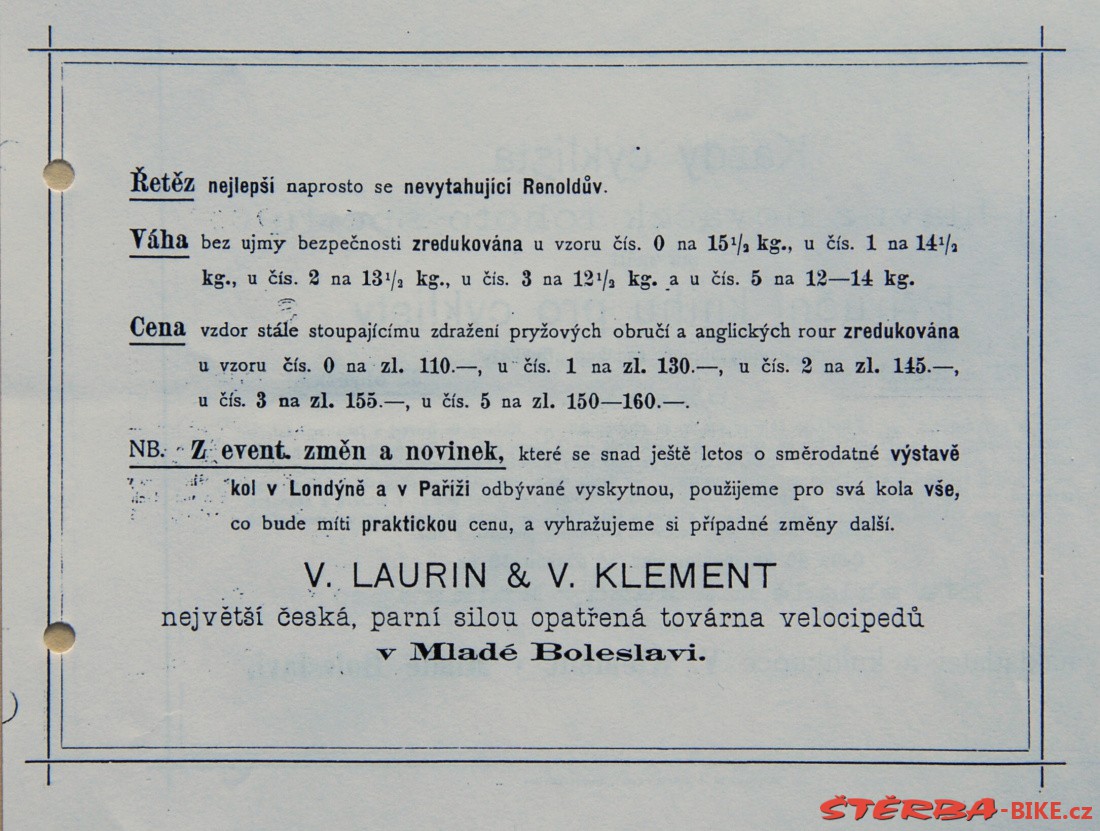 Řetěz nejlepší naprosto se nevytahující Renoldův.
Váha bez ujmy bezpečnosti zredukována u vzoru čís. 0 na 15¹/₂ kg., u čís. 1 na 14¹/₂
kg., u čís. 2 na 13¹/₂ kg., u čís. 3 na 12¹/₂ kg. a u čís. 5 na 12—14 kg.
Cena vzdor stále stoupajícímu zdražení pryžových obručí a anglických rour zredukována
u vzoru čís. 0 na zl. 110.—, u čís. 1 na zl. 130.—, u čís. 2 na zl. 145.—,
u čís. 3 na zl. 155.—, u čís. 5 na zl. 150—160.—.
NB. Z event. změn a novinek, které se snad ještě letos o směrodatné výstavě
kol v Londýně a v Paříži odbývané vyskytnou, použijeme pro svá kola vše,
co bude míti praktickou cenu, a vyhražujeme si případné změny další.
V. LAURIN & V. KLEMENT
největší česká, parní silou opatřená továrna velocipedů
v Mladé Boleslavi.
ŠTĚRBA-BIKE.cz